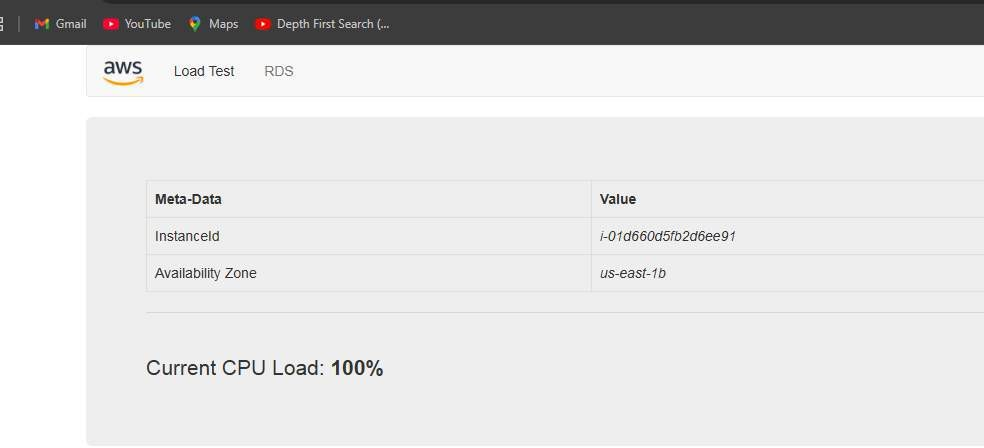 Gmail YouTube Maps Depth First Search (...
aws Load Test RDS
Meta-Data Value
InstanceId i-01d660d5fb2d6ee91
Availability Zone us-east-1b
Current CPU Load: 100%